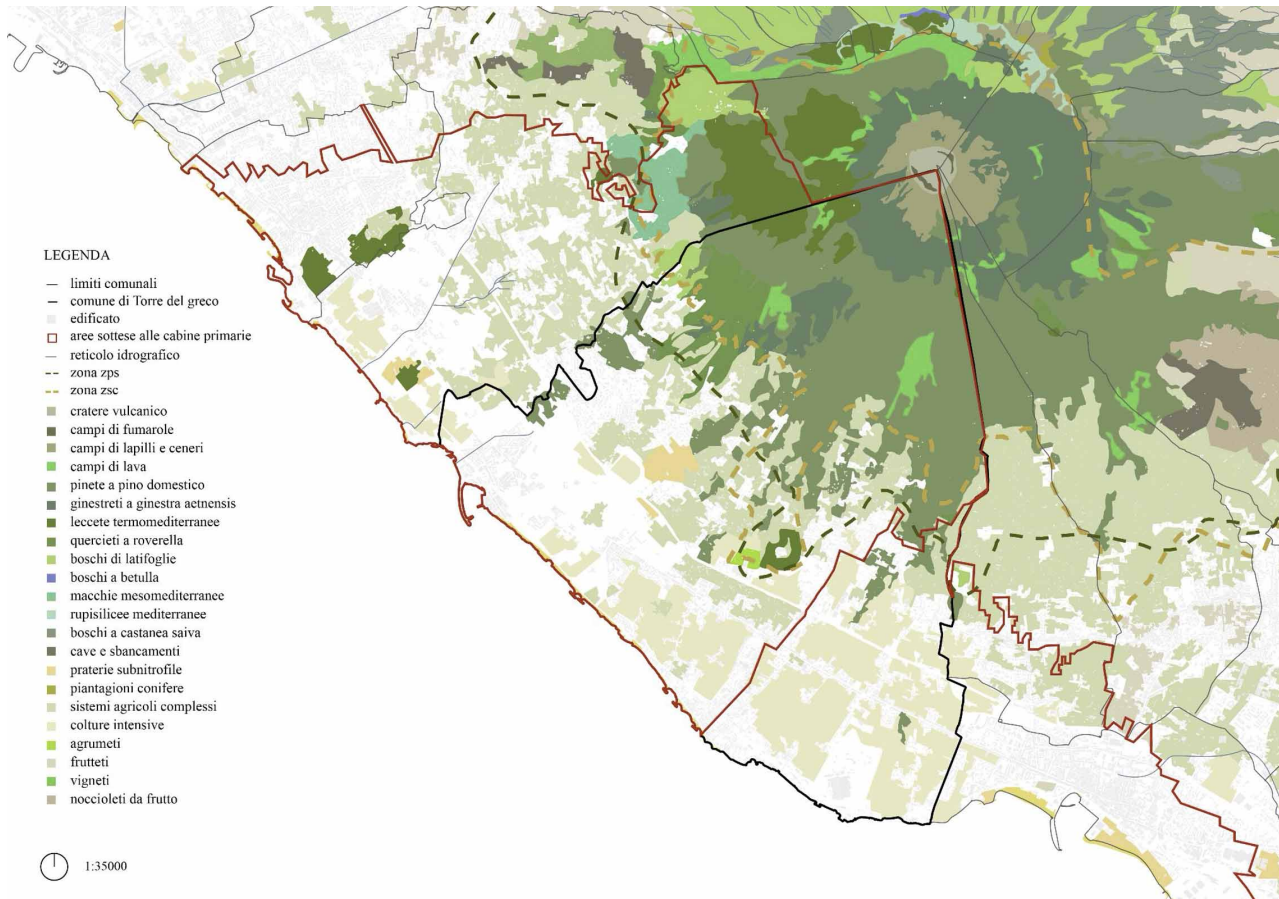 LEGENDA
limiti comunali
comune di Torre del greco
edificato
aree sottese alle cabine primarie
reticolo idrografico
zona zps
zona zsc
cratere vulcanico
campi di fumarole
campi di lapilli e ceneri
campi di lava
pinete a pino domestico
ginestreti a ginestra aetnensis
leccete termomediterranee
querceti a roverella
boschi di latifoglie
boschi a betulla
macchie mesomediterranee
rupisilicee mediterranee
boschi a castanea saiva
cave e sbancamenti
praterie subnitrofile
piantagioni conifere
sistemi agricoli complessi
colture intensive
agrumeti
frutteti
vigneti
noccioleti da frutto
1:35000